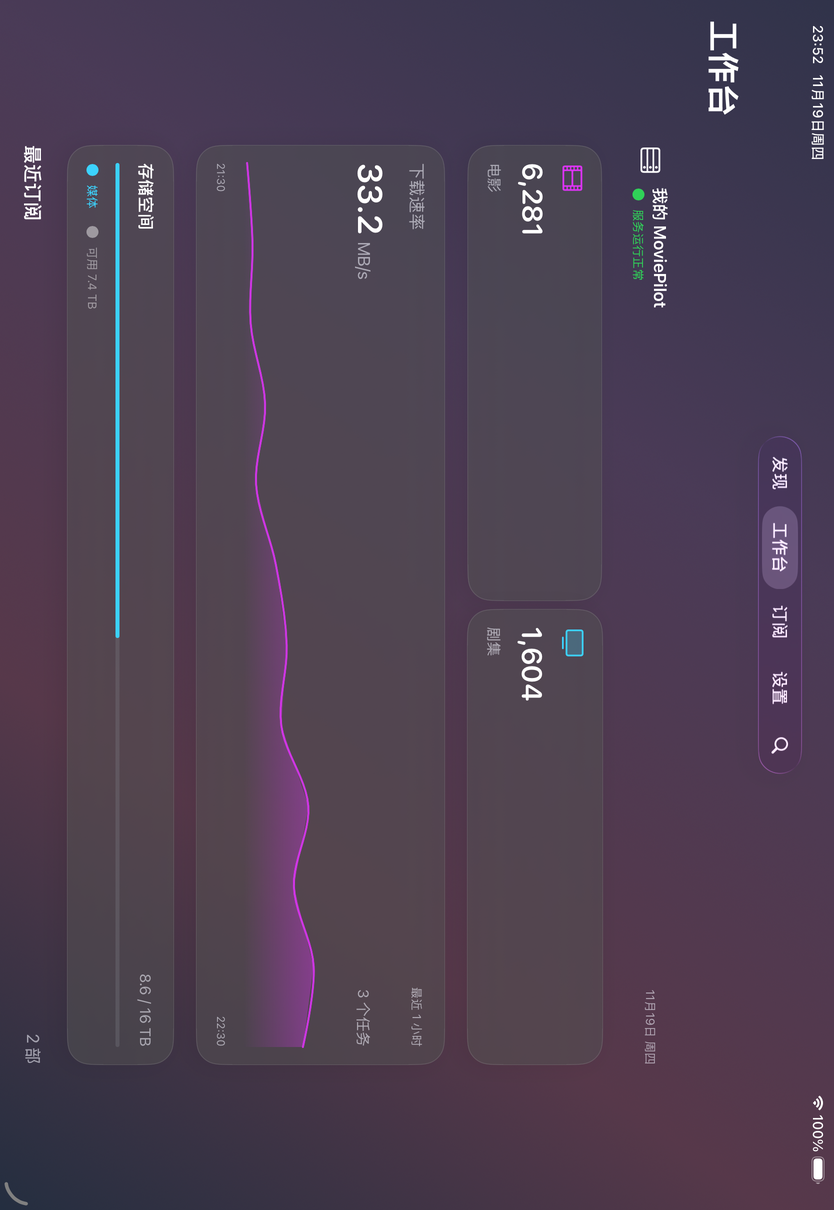 23:52 11月19日周四
100%
发现 工作台 订阅 设置
工作台
我的 MoviePilot
服务运行正常
11月19日 周四
6,281
电影
1,604
剧集
下载速率
最近 1 小时
33.2 MB/s
3 个任务
21:30
22:30
存储空间
8.6 / 16 TB
媒体 可用 7.4 TB
最近订阅
2 部